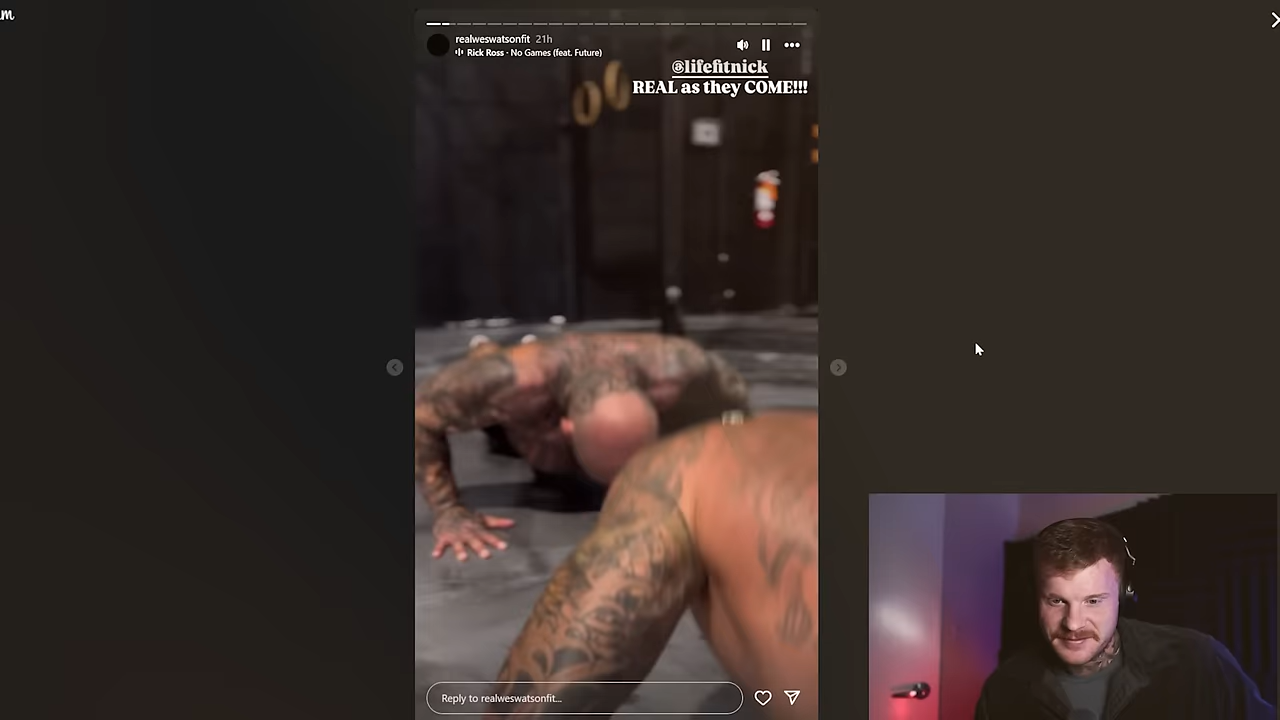 m
realweswatsonfit 21h
Rick Ross · No Games (feat. Future)
@lifefitnick
REAL as they COME!!!
Reply to realweswatsonfit...